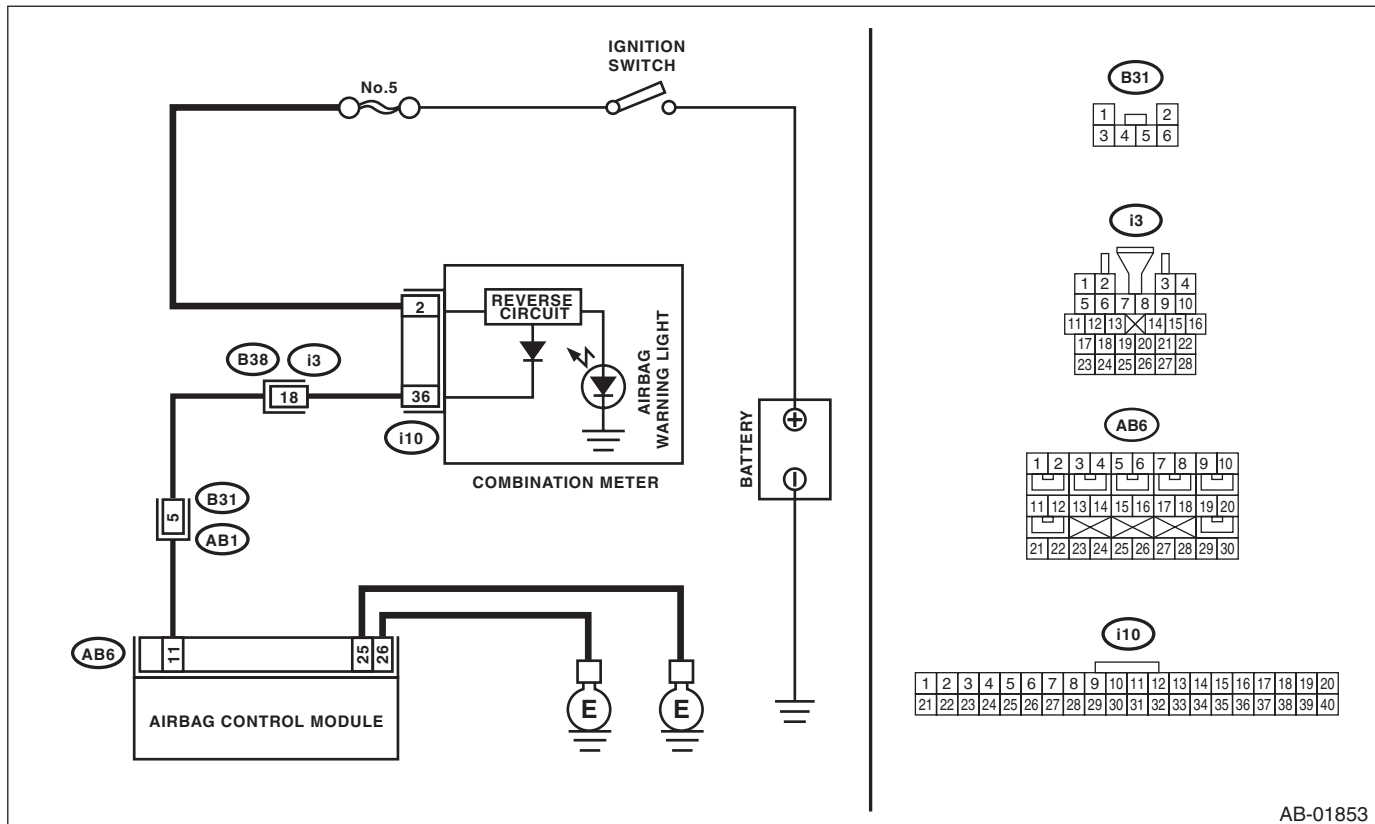 IGNITION
SWITCH
No.5
2
REVERSE
CIRCUIT
AIRBAG
WARNING LIGHT
B38
i3
18
36
i10
COMBINATION METER
BATTERY
5
B31
AB1
AB6
11
25
26
E
E
AIRBAG CONTROL MODULE
B31
1 2
3 4 5 6
i3
1 2 3 4
5 6 7 8 9 10
11 12 13 14 15 16
17 18 19 20 21 22
23 24 25 26 27 28
AB6
1 2 3 4 5 6 7 8 9 10
11 12 13 14 15 16 17 18 19 20
21 22 23 24 25 26 27 28 29 30
i10
1 2 3 4 5 6 7 8 9 10 11 12 13 14 15 16 17 18 19 20
21 22 23 24 25 26 27 28 29 30 31 32 33 34 35 36 37 38 39 40
AB-01853